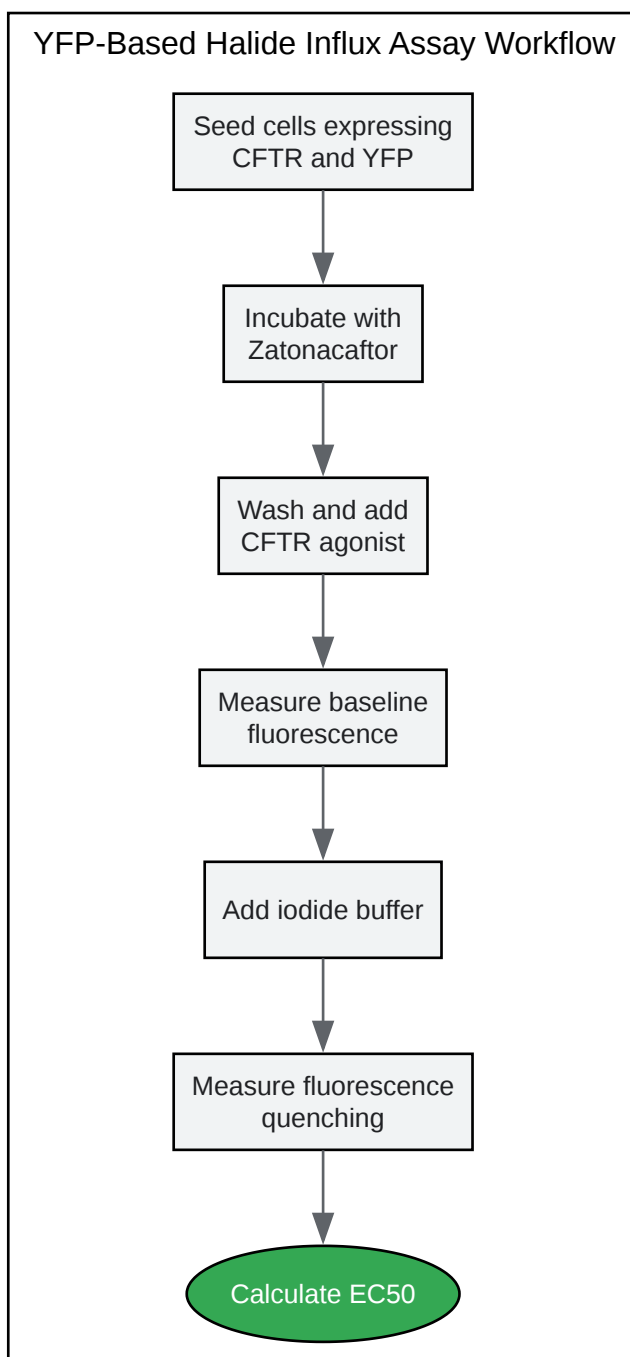 YFP-Based Halide Influx Assay Workflow
Seed cells expressing
CFTR and YFP
Incubate with
Zatonacaftor
Wash and add
CFTR agonist
Measure baseline
fluorescence
Add iodide buffer
Measure fluorescence
quenching
Calculate EC50